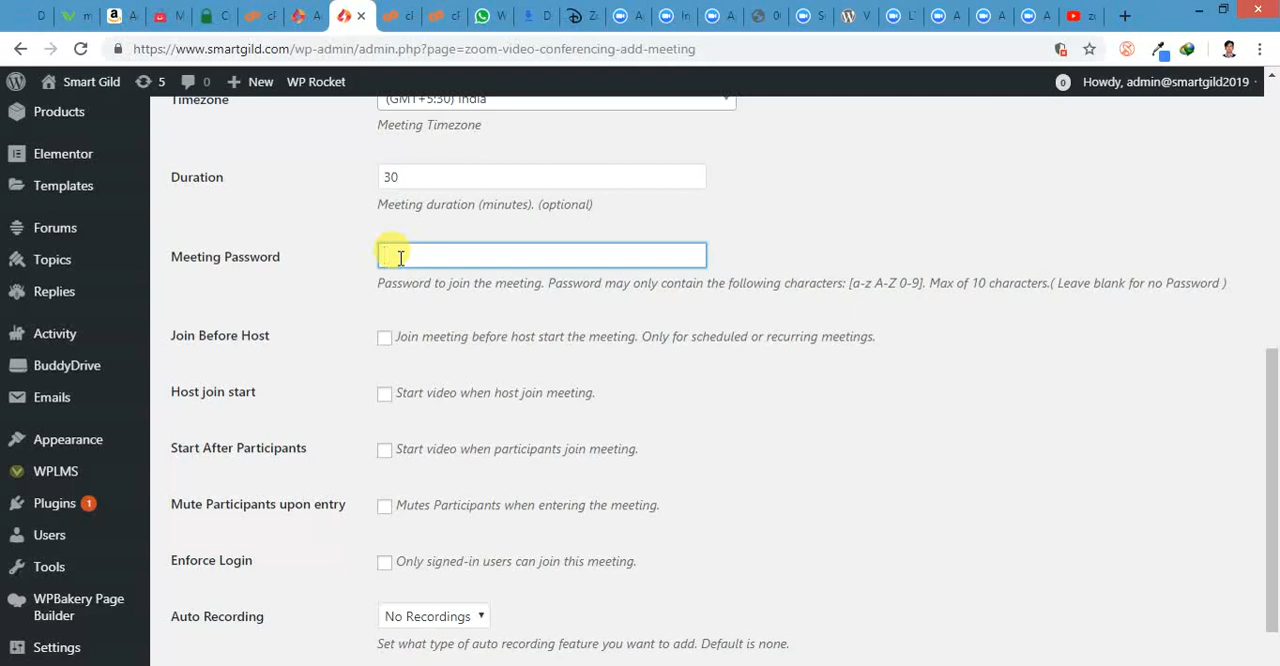 D
A
M
C
cF
A
cF
cF
W
D
Zo
A
In
A
0(
S
V
L
A
A
A
zo
https://www.smartgild.com/wp-admin/admin.php?page=zoom-video-conferencing-add-meeting
Smart Gild 5 0 New WP Rocket 0 Howdy, admin@smartgild2019
Products
Elementor
Templates
Forums
Topics
Replies
Activity
BuddyDrive
Emails
Appearance
WPLMS
Plugins 1
Users
Tools
WPBakery Page
Builder
Settings
Timezone (GMT+5:30) India
Meeting Timezone
Duration 30
Meeting duration (minutes). (optional)
Meeting Password
Password to join the meeting. Password may only contain the following characters: [a-z A-Z 0-9]. Max of 10 characters.( Leave blank for no Password )
Join Before Host Join meeting before host start the meeting. Only for scheduled or recurring meetings.
Host join start Start video when host join meeting.
Start After Participants Start video when participants join meeting.
Mute Participants upon entry Mutes Participants when entering the meeting.
Enforce Login Only signed-in users can join this meeting.
Auto Recording No Recordings
Set what type of auto recording feature you want to add. Default is none.